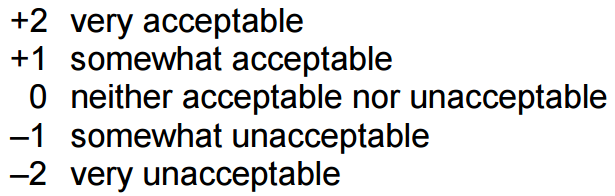 +2 very acceptable
+1 somewhat acceptable
0 neither acceptable nor unacceptable
–1 somewhat unacceptable
–2 very unacceptable